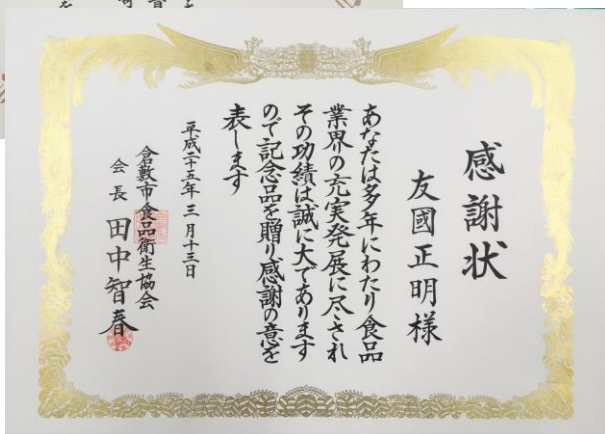 感謝状
友國正明様
あなたは多年にわたり食品
業界の充実発展に尽され
その功績は誠に大であります
ので記念品を贈り感謝の意を
表します
平成二十五年三月十三日
倉敷市食品衛生協会
会長 田中智春